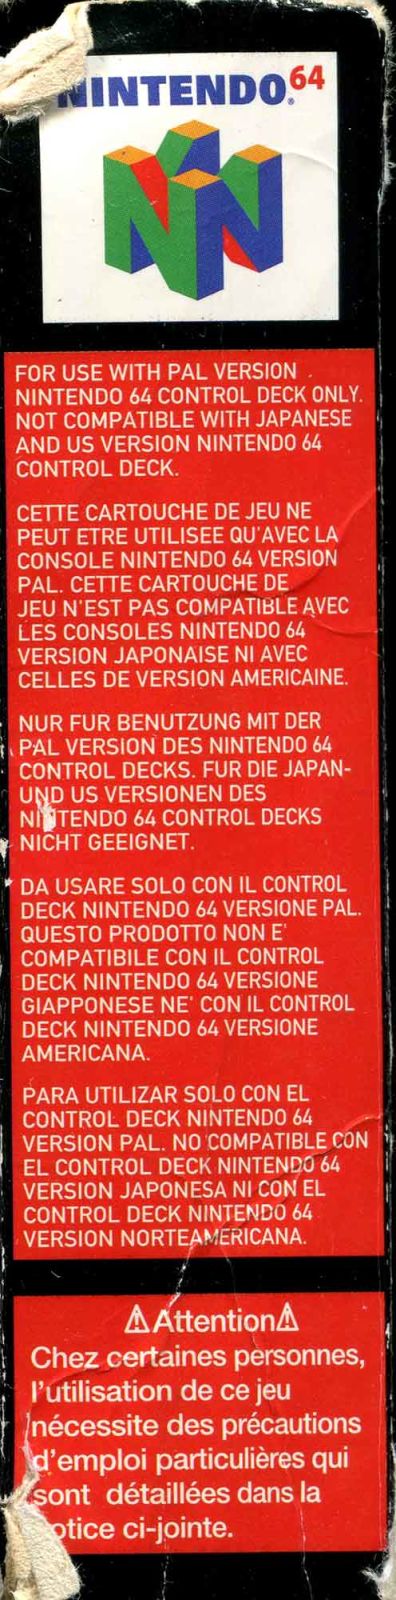 NINTENDO®64
FOR USE WITH PAL VERSION
NINTENDO 64 CONTROL DECK ONLY.
NOT COMPATIBLE WITH JAPANESE
AND US VERSION NINTENDO 64
CONTROL DECK.
CETTE CARTOUCHE DE JEU NE
PEUT ETRE UTILISEE QU'AVEC LA
CONSOLE NINTENDO 64 VERSION
PAL. CETTE CARTOUCHE DE
JEU N'EST PAS COMPATIBLE AVEC
LES CONSOLES NINTENDO 64
VERSION JAPONAISE NI AVEC
CELLES DE VERSION AMERICAINE.
NUR FUR BENUTZUNG MIT DER
PAL VERSION DES NINTENDO 64
CONTROL DECKS. FUR DIE JAPAN-
UND US VERSIONEN DES
NINTENDO 64 CONTROL DECKS
NICHT GEEIGNET.
DA USARE SOLO CON IL CONTROL
DECK NINTENDO 64 VERSIONE PAL.
QUESTO PRODOTTO NON E'
COMPATIBILE CON IL CONTROL
DECK NINTENDO 64 VERSIONE
GIAPPONESE NE' CON IL CONTROL
DECK NINTENDO 64 VERSIONE
AMERICANA.
PARA UTILIZAR SOLO CON EL
CONTROL DECK NINTENDO 64
VERSION PAL. NO COMPATIBLE CON
EL CONTROL DECK NINTENDO 64
VERSION JAPONESA NI CON EL
CONTROL DECK NINTENDO 64
VERSION NORTEAMERICANA.
⚠Attention⚠
Chez certaines personnes,
l'utilisation de ce jeu
nécessite des précautions
d'emploi particulières qui
sont détaillées dans la
notice ci-jointe.